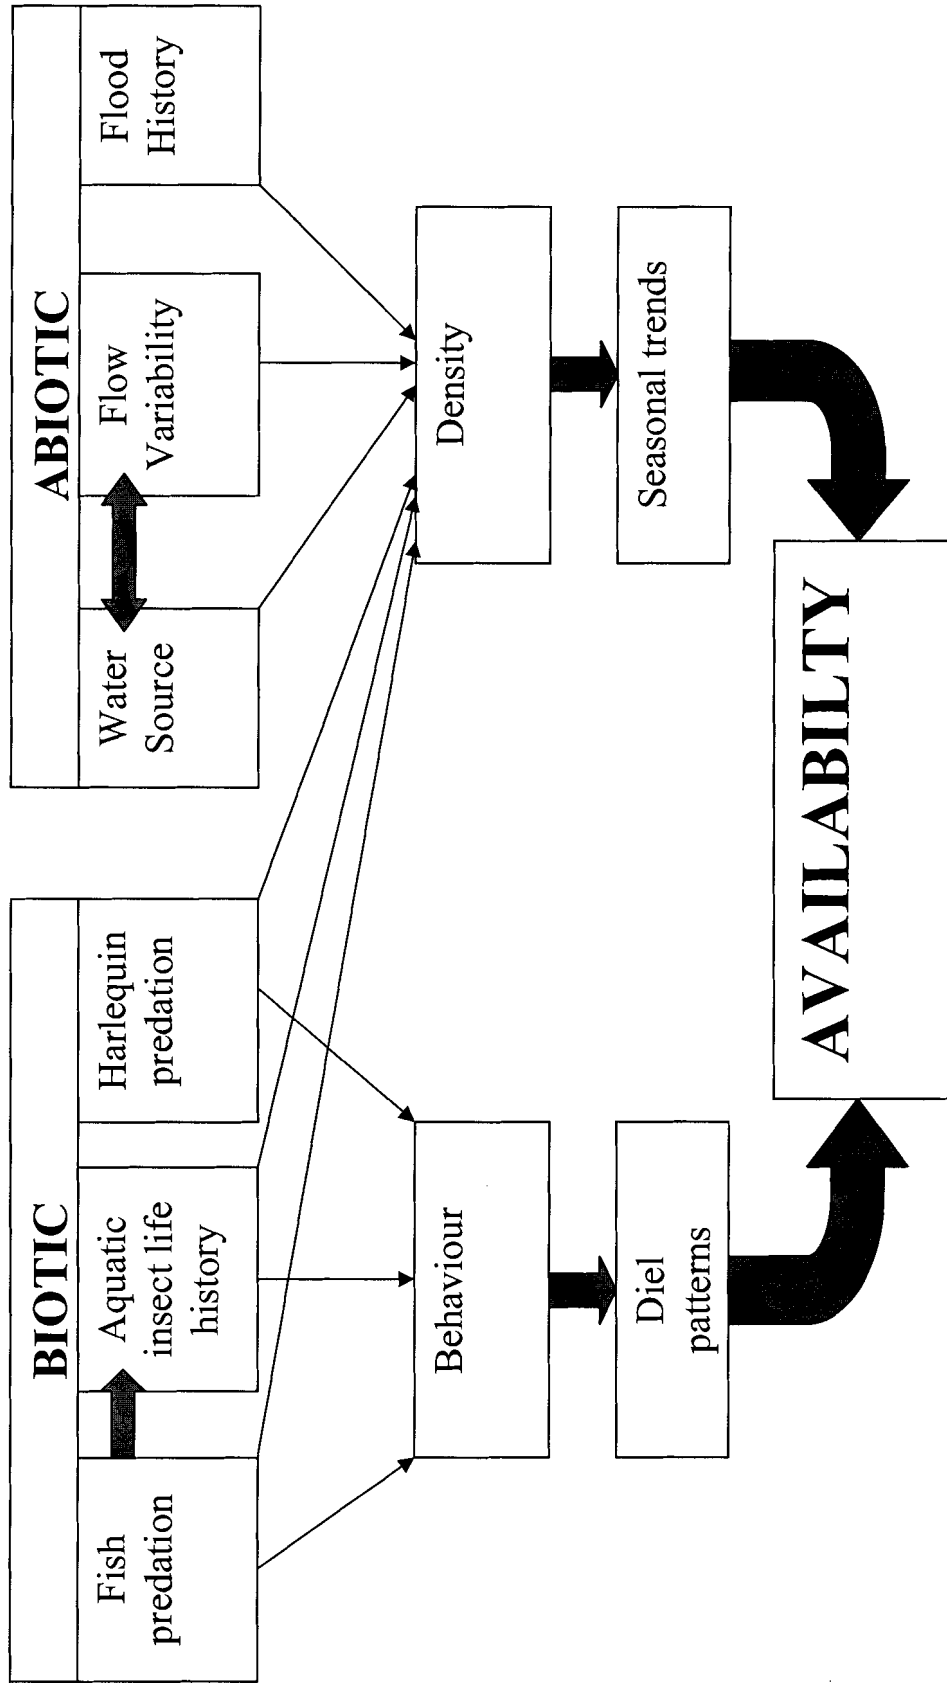 BIOTIC
Fish
predation
Aquatic
insect life
history
Harlequin
predation
ABIOTIC
Water
Source
Flow
Variability
Flood
History
Behaviour
Density
Diel
patterns
Seasonal trends
AVAILABILTY